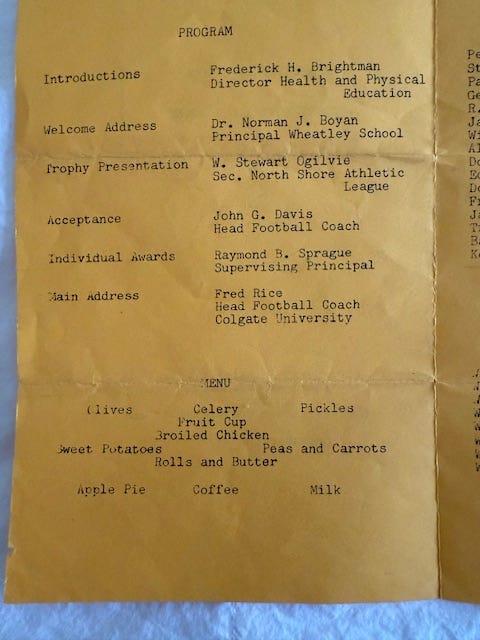 PROGRAM
Introductions Frederick H. Brightman
Director Health and Physical
Education
Welcome Address Dr. Norman J. Boyan
Principal Wheatley School
Trophy Presentation W. Stewart Ogilvie
Sec. North Shore Athletic
League
Acceptance John G. Davis
Head Football Coach
Individual Awards Raymond B. Sprague
Supervising Principal
Main Address Fred Rice
Head Football Coach
Colgate University
MENU
Olives Celery Pickles
Fruit Cup
Broiled Chicken
Sweet Potatoes Peas and Carrots
Rolls and Butter
Apple Pie Coffee Milk